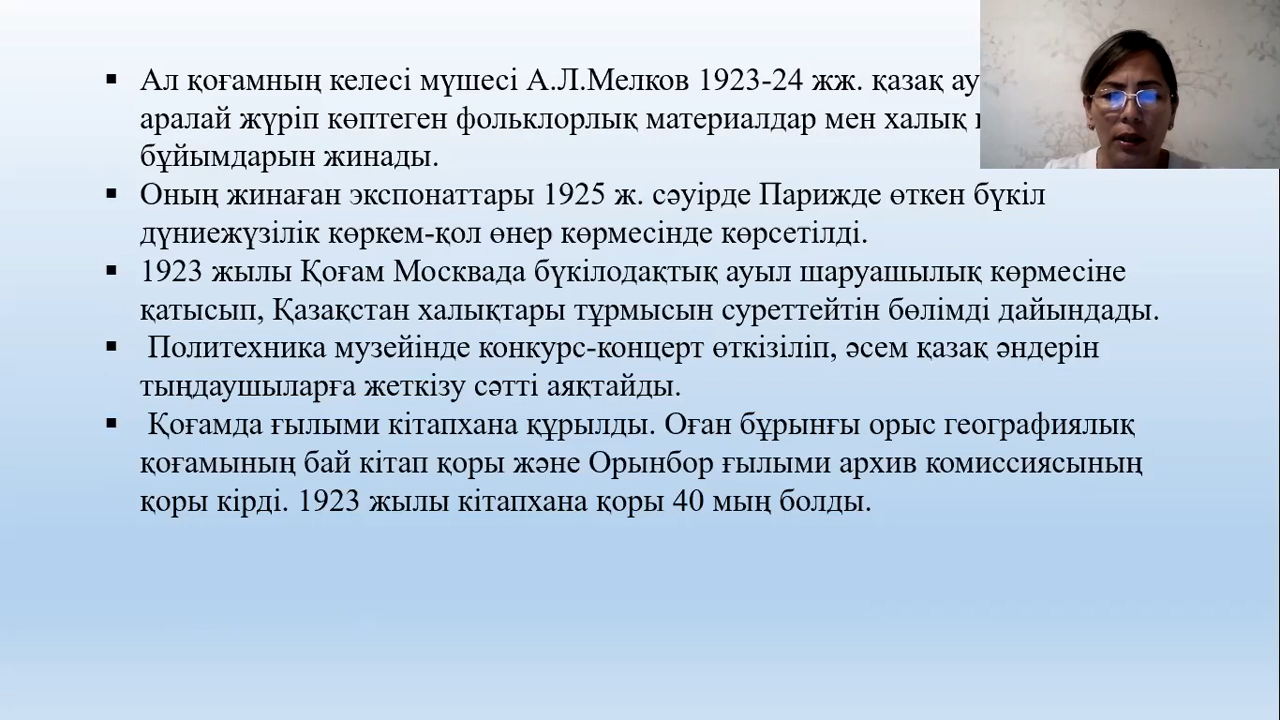 ▪ Ал қоғамның келесі мүшесі А.Л.Мелков 1923-24 жж. қазақ
аралай жүріп көптеген фольклорлық материалдар мен халық
бұйымдарын жинады.
▪ Оның жинаған экспонаттары 1925 ж. сәуірде Парижде өткен бүкіл
дүниежүзілік көркем-қол өнер көрмесінде көрсетілді.
▪ 1923 жылы Қоғам Москвада бүкілодақтық ауыл шаруашылық көрмесіне
қатысып, Қазақстан халықтары тұрмысын суреттейтін бөлімді дайындады.
▪ Политехника музейінде конкурс-концерт өткізіліп, әсем қазақ әндерін
тыңдаушыларға жеткізу сәтті аяқтайды.
▪ Қоғамда ғылыми кітапхана құрылды. Оған бұрынғы орыс географиялық
қоғамының бай кітап қоры және Орынбор ғылыми архив комиссиясының
қоры кірді. 1923 жылы кітапхана қоры 40 мың болды.